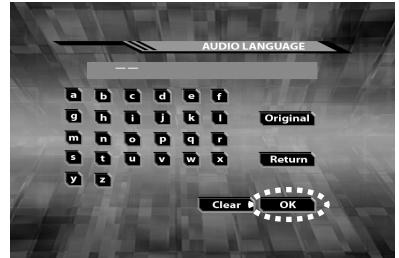 AUDIO LANGUAGE
— —
a b c d e f
g h i j k l Original
m n o p q r
s t u v w x Return
y z
Clear OK